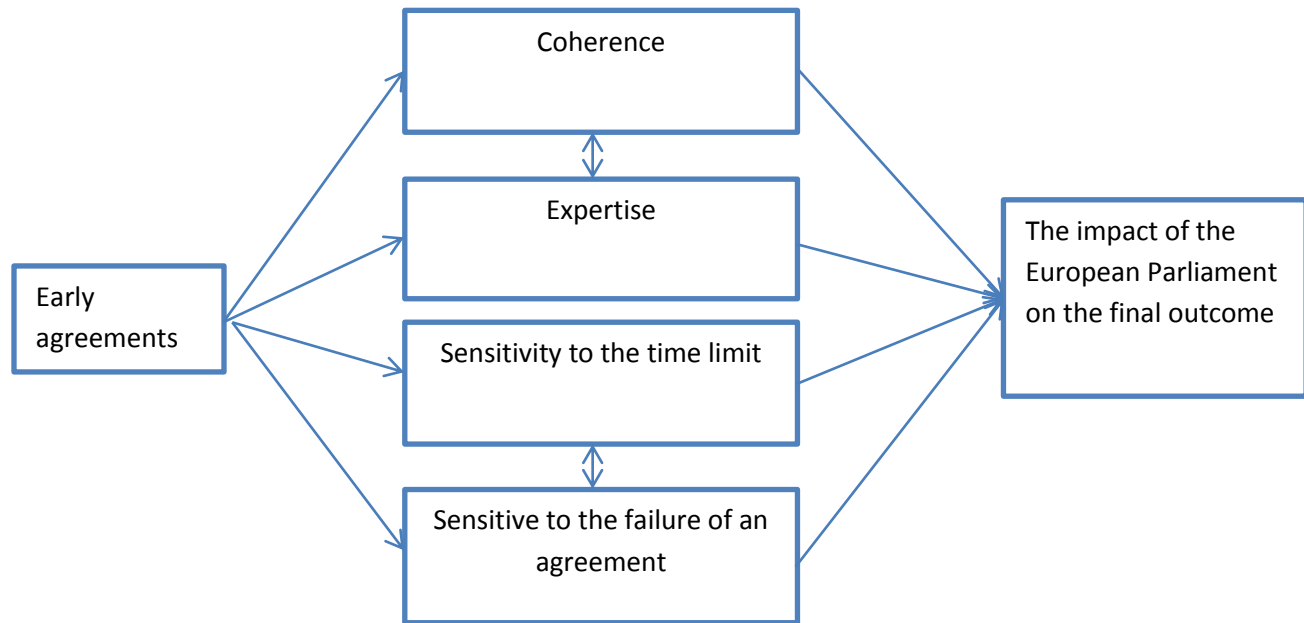 Coherence
Expertise
The impact of the
European Parliament
on the final outcome
Early
agreements
Sensitivity to the time limit
Sensitive to the failure of an
agreement